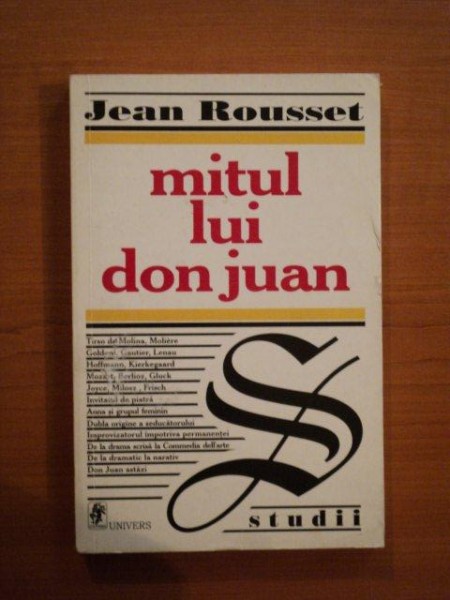 Jean Rousset
mitul
lui
don juan
Tirso de Molina, Molière
Goldoni, Gautier, Lenau
Hoffmann, Kierkegaard
Mozart, Berlioz, Gluck
Joyce, Milosz, Frisch
Invitatul de piatră
Anna și grupul feminin
Dubla origine a seducătorului
Improvizatorul împotriva permanenței
De la drama scrisă la Commedia dell'arte
De la dramatic la narativ
Don Juan astăzi
S
studii
UNIVERS